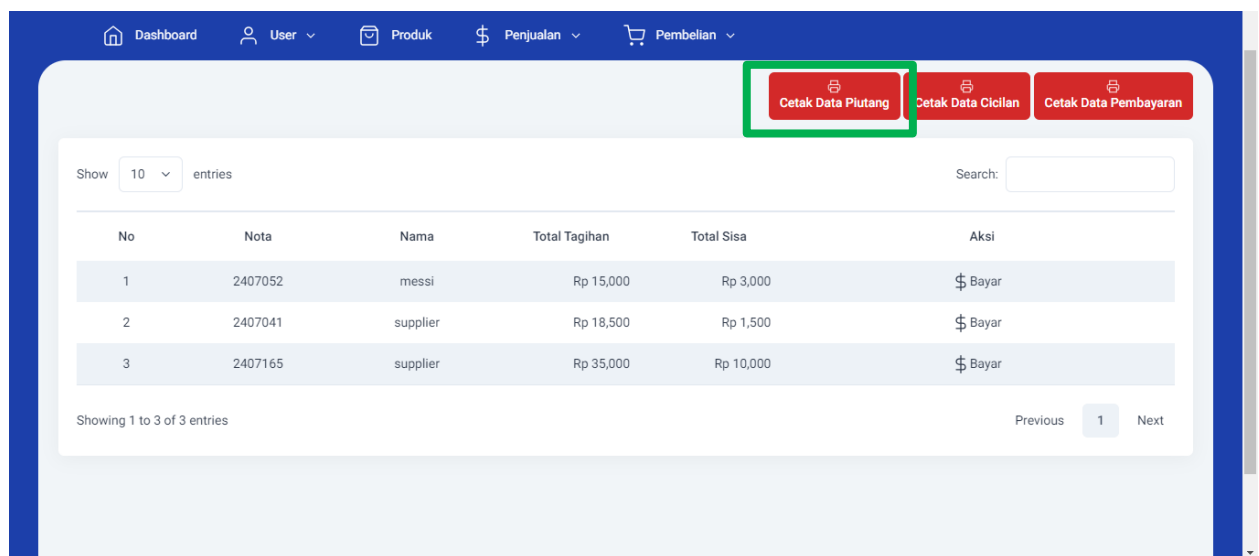 Dashboard User Produk $ Penjualan Pembelian
Cetak Data Piutang Cetak Data Cicilan Cetak Data Pembayaran
Show 10 entries Search:
No Nota Nama Total Tagihan Total Sisa Aksi
1 2407052 messi Rp 15,000 Rp 3,000 $ Bayar
2 2407041 supplier Rp 18,500 Rp 1,500 $ Bayar
3 2407165 supplier Rp 35,000 Rp 10,000 $ Bayar
Showing 1 to 3 of 3 entries Previous 1 Next